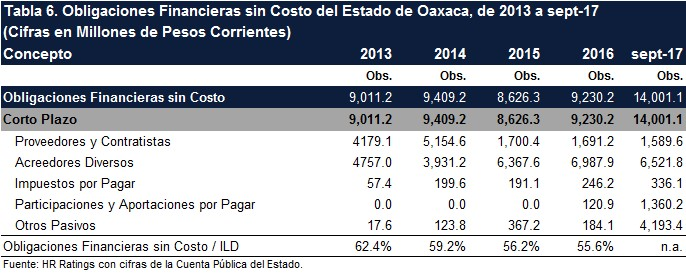 Tabla 6. Obligaciones Financieras sin Costo del Estado de Oaxaca, de 2013 a sept-17
(Cifras en Millones de Pesos Corrientes)
Concepto 2013 2014 2015 2016 sept-17
Obs. Obs. Obs. Obs. Obs.
Obligaciones Financieras sin Costo 9,011.2 9,409.2 8,626.3 9,230.2 14,001.1
Corto Plazo 9,011.2 9,409.2 8,626.3 9,230.2 14,001.1
Proveedores y Contratistas 4179.1 5,154.6 1,700.4 1,691.2 1,589.6
Acreedores Diversos 4757.0 3,931.2 6,367.6 6,987.9 6,521.8
Impuestos por Pagar 57.4 199.6 191.1 246.2 336.1
Participaciones y Aportaciones por Pagar 0.0 0.0 0.0 120.9 1,360.2
Otros Pasivos 17.6 123.8 367.2 184.1 4,193.4
Obligaciones Financieras sin Costo / ILD 62.4% 59.2% 56.2% 55.6% n.a.
Fuente: HR Ratings con cifras de la Cuenta Pública del Estado.